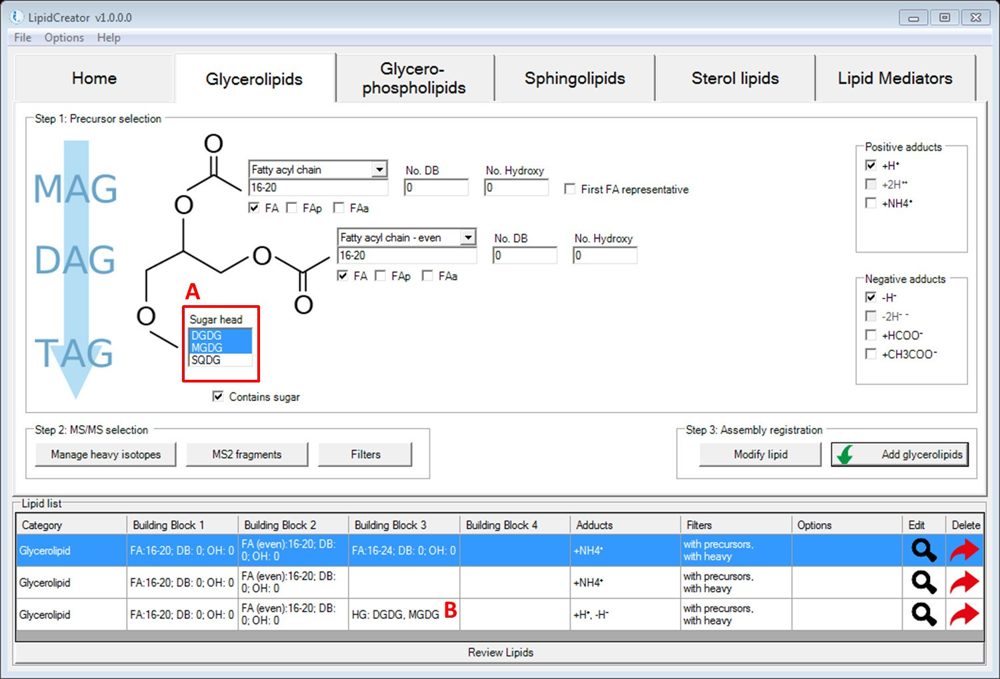 LipidCreator v1.0.0.0
File Options Help
Home
Glycerolipids
Glycero-
phospholipids
Sphingolipids
Sterol lipids
Lipid Mediators
Step 1: Precursor selection
MAG
DAG
TAG
O
O
O
O
O
Fatty acyl chain
16-20
FA FAp FAa
No. DB
0
No. Hydroxy
0
First FA representative
Fatty acyl chain - even
16-20
FA FAp FAa
No. DB
0
No. Hydroxy
0
A
Sugar head
DGDG
MGDG
SQDG
Contains sugar
Positive adducts
+H⁺
+2H⁺⁺
+NH4⁺
Negative adducts
-H⁻
-2H⁻ ⁻
+HCOO⁻
+CH3COO⁻
Step 2: MS/MS selection
Manage heavy isotopes
MS2 fragments
Filters
Step 3: Assembly registration
Modify lipid
Add glycerolipids
Lipid list
Category Building Block 1 Building Block 2 Building Block 3 Building Block 4 Adducts Filters Options Edit Delete
Glycerolipid
FA:16-20; DB: 0; OH: 0
FA (even):16-20; DB:
0; OH: 0
FA:16-24; DB: 0; OH: 0
+NH4⁺
with precursors,
with heavy
Glycerolipid
FA:16-20; DB: 0; OH: 0
FA (even):16-20; DB:
0; OH: 0
+NH4⁺
with precursors,
with heavy
Glycerolipid
FA:16-20; DB: 0; OH: 0
FA (even):16-20; DB:
0; OH: 0
HG: DGDG, MGDG
B
+H⁺, -H⁻
with precursors,
with heavy
Review Lipids